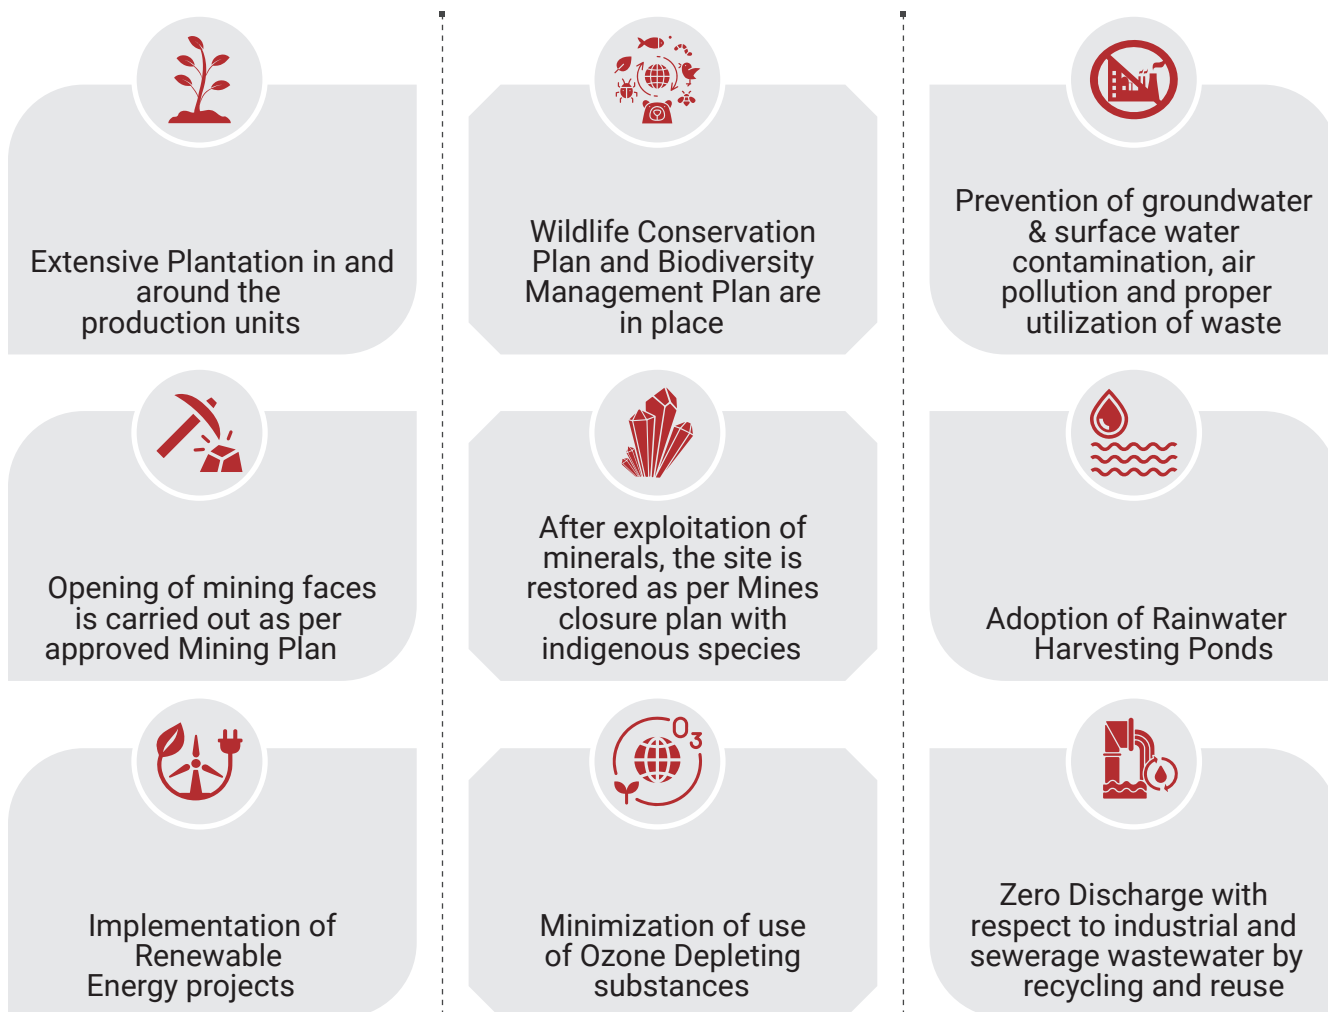 Extensive Plantation in and
around the
production units
Wildlife Conservation
Plan and Biodiversity
Management Plan are
in place
Prevention of groundwater
& surface water
contamination, air
pollution and proper
utilization of waste
Opening of mining faces
is carried out as per
approved Mining Plan
After exploitation of
minerals, the site is
restored as per Mines
closure plan with
indigenous species
Adoption of Rainwater
Harvesting Ponds
Implementation of
Renewable
Energy projects
O3
Minimization of use
of Ozone Depleting
substances
Zero Discharge with
respect to industrial and
sewerage wastewater by
recycling and reuse